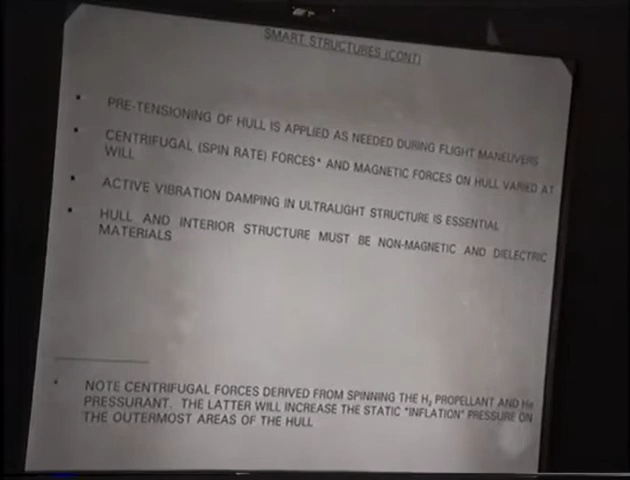 SMART STRUCTURES (CONT)
• PRE-TENSIONING OF HULL IS APPLIED AS NEEDED DURING FLIGHT MANEUVERS
• CENTRIFUGAL (SPIN RATE) FORCES* AND MAGNETIC FORCES ON HULL VARIED AT
WILL
• ACTIVE VIBRATION DAMPING IN ULTRALIGHT STRUCTURE IS ESSENTIAL
• HULL AND INTERIOR STRUCTURE MUST BE NON-MAGNETIC AND DIELECTRIC
MATERIALS
* NOTE CENTRIFUGAL FORCES DERIVED FROM SPINNING THE H₂ PROPELLANT AND He
PRESSURANT. THE LATTER WILL INCREASE THE STATIC "INFLATION" PRESSURE ON
THE OUTERMOST AREAS OF THE HULL